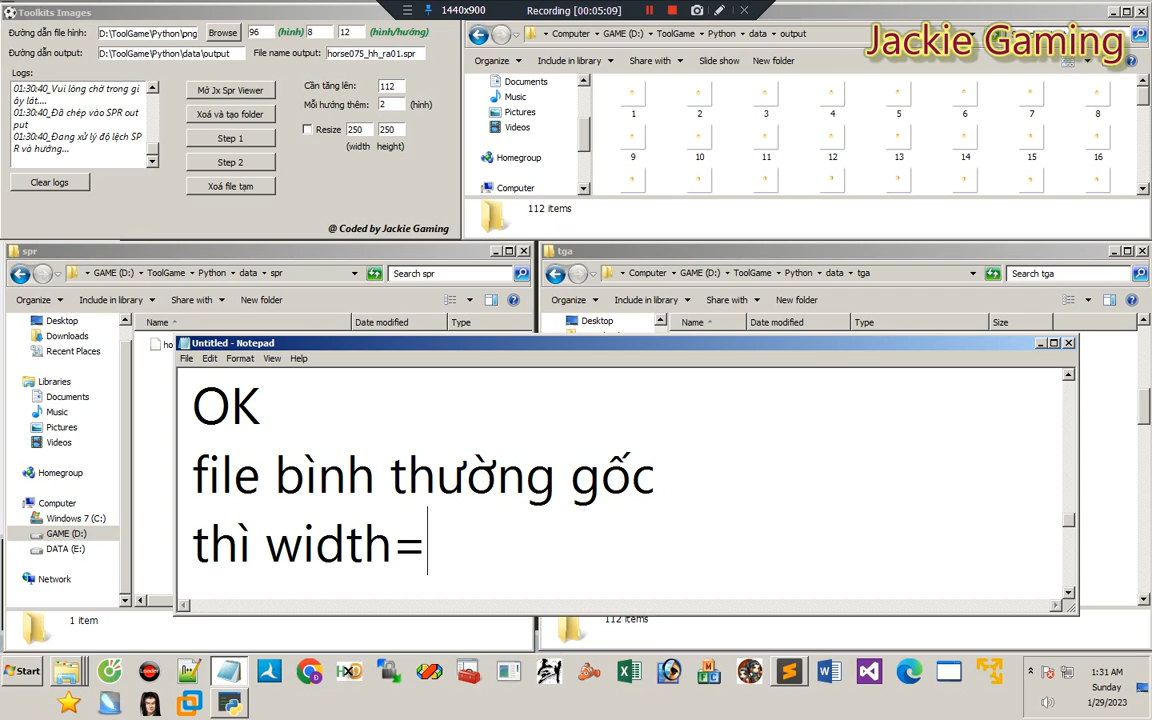 1440x900
Recording [00:05:09]
Toolkits Images
Đường dẫn file hình:
D:\ToolGame\Python\png
Browse
96
(hình)
8
12
(hình/hướng)
Đường dẫn output:
D:\ToolGame\Python\data\output
File name output:
horse075_hh_ra01.spr
Logs:
01:30:40_Vui lòng chờ trong gi
ây lát....
01:30:40_Đã chép vào SPR out
put
01:30:40_Đang xử lý độ lệch SP
R và hướng...
Clear logs
Mở Jx Spr Viewer
Xoá và tạo folder
Step 1
Step 2
Xoá file tạm
Cần tăng lên:
112
Mỗi hướng thêm:
2
(hình)
Resize
250
250
(width
height)
@ Coded by Jackie Gaming
Computer
GAME (D:)
ToolGame
Python
data
output
Jackie Gaming
Organize
Include in library
Share with
Slide show
New folder
Documents
Music
Pictures
Videos
Homegroup
Computer
1
2
3
4
5
6
7
8
9
10
11
12
13
14
15
16
112 items
spr
GAME (D:)
ToolGame
Python
data
spr
Search spr
Organize
Include in library
Share with
New folder
Desktop
Downloads
Recent Places
Libraries
Documents
Music
Pictures
Videos
Homegroup
Computer
Windows 7 (C:)
GAME (D:)
DATA (E:)
Network
Name
Date modified
Type
ho
1 item
tga
Computer
GAME (D:)
ToolGame
Python
data
tga
Search tga
Organize
Include in library
Share with
New folder
Desktop
Name
Date modified
Type
Size
112 items
Untitled - Notepad
File
Edit
Format
View
Help
OK
file bình thường gốc
thì width=
Start
1:31 AM
Sunday
1/29/2023